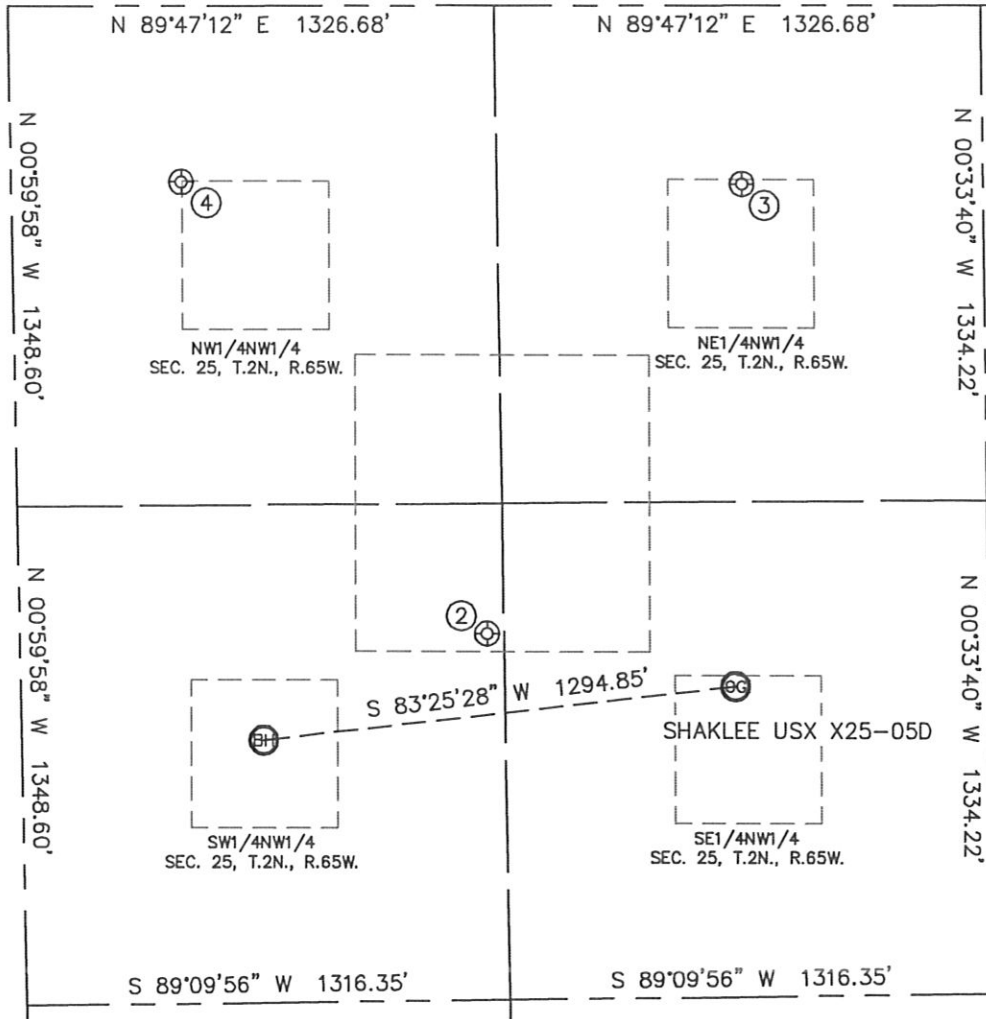 N 89°47'12" E 1326.68'
N 89°47'12" E 1326.68'
N 00°59'58" W 1348.60'
N 00°33'40" W 1334.22'
4
3
NW1/4NW1/4
SEC. 25, T.2N., R.65W.
NE1/4NW1/4
SEC. 25, T.2N., R.65W.
N 00°59'58" W 1348.60'
N 00°33'40" W 1334.22'
2
S 83°25'28" W 1294.85'
BH
OG
SHAKLEE USX X25-05D
SW1/4NW1/4
SEC. 25, T.2N., R.65W.
SE1/4NW1/4
SEC. 25, T.2N., R.65W.
S 89°09'56" W 1316.35'
S 89°09'56" W 1316.35'